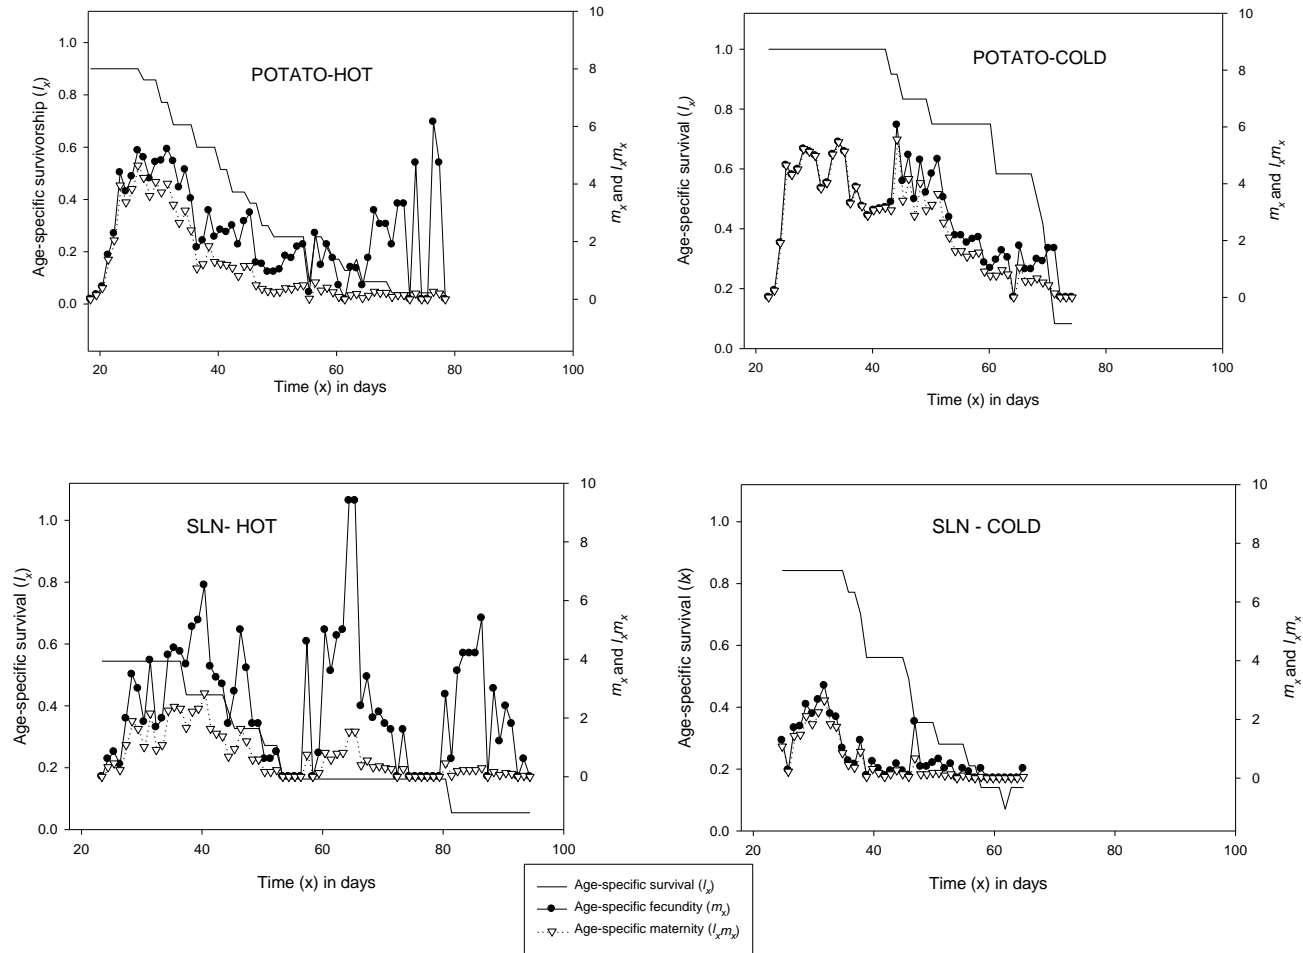 POTATO-HOT
Age-specific survivorship (lx)
1.0
0.8
0.6
0.4
0.2
0.0
10
8
6
4
2
0
mx and lxmx
20 40 60 80 100
Time (x) in days
POTATO-COLD
Age-specific survival (lx)
1.0
0.8
0.6
0.4
0.2
0.0
10
8
6
4
2
0
mx and lxmx
20 40 60 80 100
Time (x) in days
SLN- HOT
Age-specific survival (lx)
1.0
0.8
0.6
0.4
0.2
0.0
10
8
6
4
2
0
mx and lxmx
20 40 60 80 100
Time (x) in days
SLN - COLD
Age-specific survival (lx)
1.0
0.8
0.6
0.4
0.2
0.0
10
8
6
4
2
0
mx and lxmx
20 40 60 80 100
Time (x) in days
Age-specific survival (lx)
Age-specific fecundity (mx)
Age-specific maternity (lxmx)